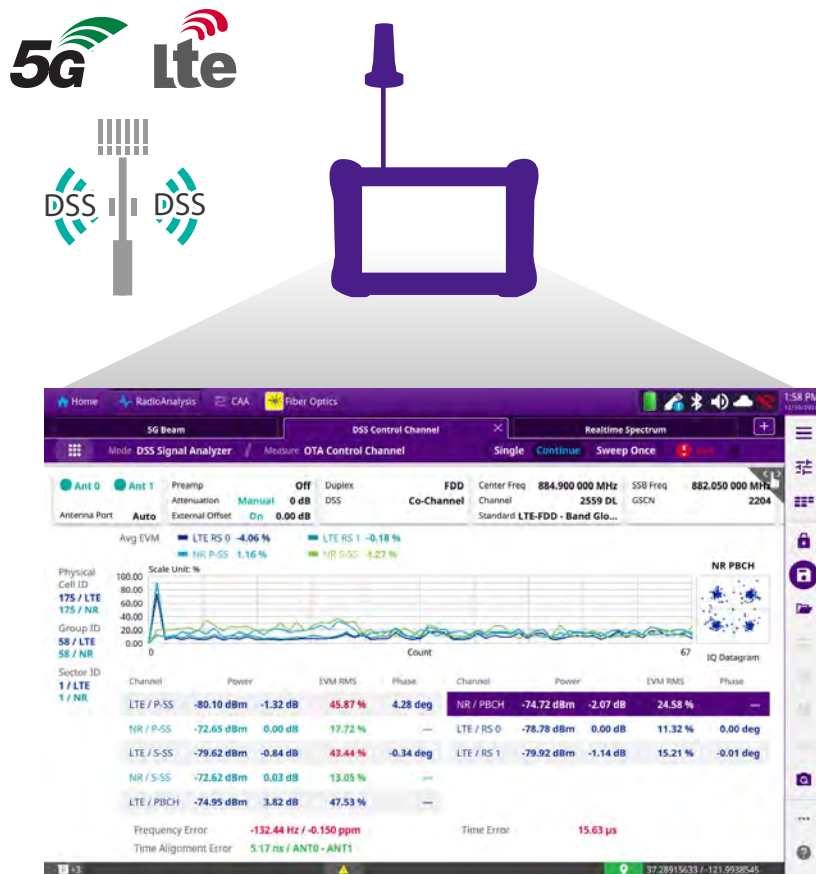 5G Lte
DSS DSS
Home RadioAnalysis CAA Fiber Optics
1:58 PM
5G Beam DSS Control Channel × Realtime Spectrum +
Mode DSS Signal Analyzer / Measure OTA Control Channel Single Continue Sweep Once
Ant 0 Ant 1 Preamp Off Duplex FDD Center Freq 884.900 000 MHz SSB Freq 882.050 000 MHz
Attenuation Manual 0 dB DSS Co-Channel Channel 2559 DL GSCN 2204
Antenna Port Auto External Offset On 0.00 dB Standard LTE-FDD - Band Glo...
Avg EVM LTE RS 0 -4.06 % LTE RS 1 -0.18 %
NR P-SS 1.16 % NR S-SS -1.27 %
Scale Unit: % NR PBCH
Physical
Cell ID
175 / LTE
175 / NR
Group ID
58 / LTE
58 / NR
Sector ID
1 / LTE
1 / NR
100.00
80.00
60.00
40.00
20.00
0.00
0 Count 67
IQ Datagram
Channel Power EVM RMS Phase Channel Power EVM RMS Phase
LTE / P-SS -80.10 dBm -1.32 dB 45.87 % 4.28 deg NR / PBCH -74.72 dBm -2.07 dB 24.58 % —
NR / P-SS -72.65 dBm 0.00 dB 17.72 % — LTE / RS 0 -78.78 dBm 0.00 dB 11.32 % 0.00 deg
LTE / S-SS -79.62 dBm -0.84 dB 43.44 % -0.34 deg LTE / RS 1 -79.92 dBm -1.14 dB 15.21 % -0.01 deg
NR / S-SS -72.62 dBm 0.03 dB 13.05 % —
LTE / PBCH -74.95 dBm 3.82 dB 47.53 % —
Frequency Error -132.44 Hz / -0.150 ppm Time Error 15.63 µs
Time Alignment Error 5.17 ns / ANT0 - ANT1
+3 37.28915633 / -121.9938545